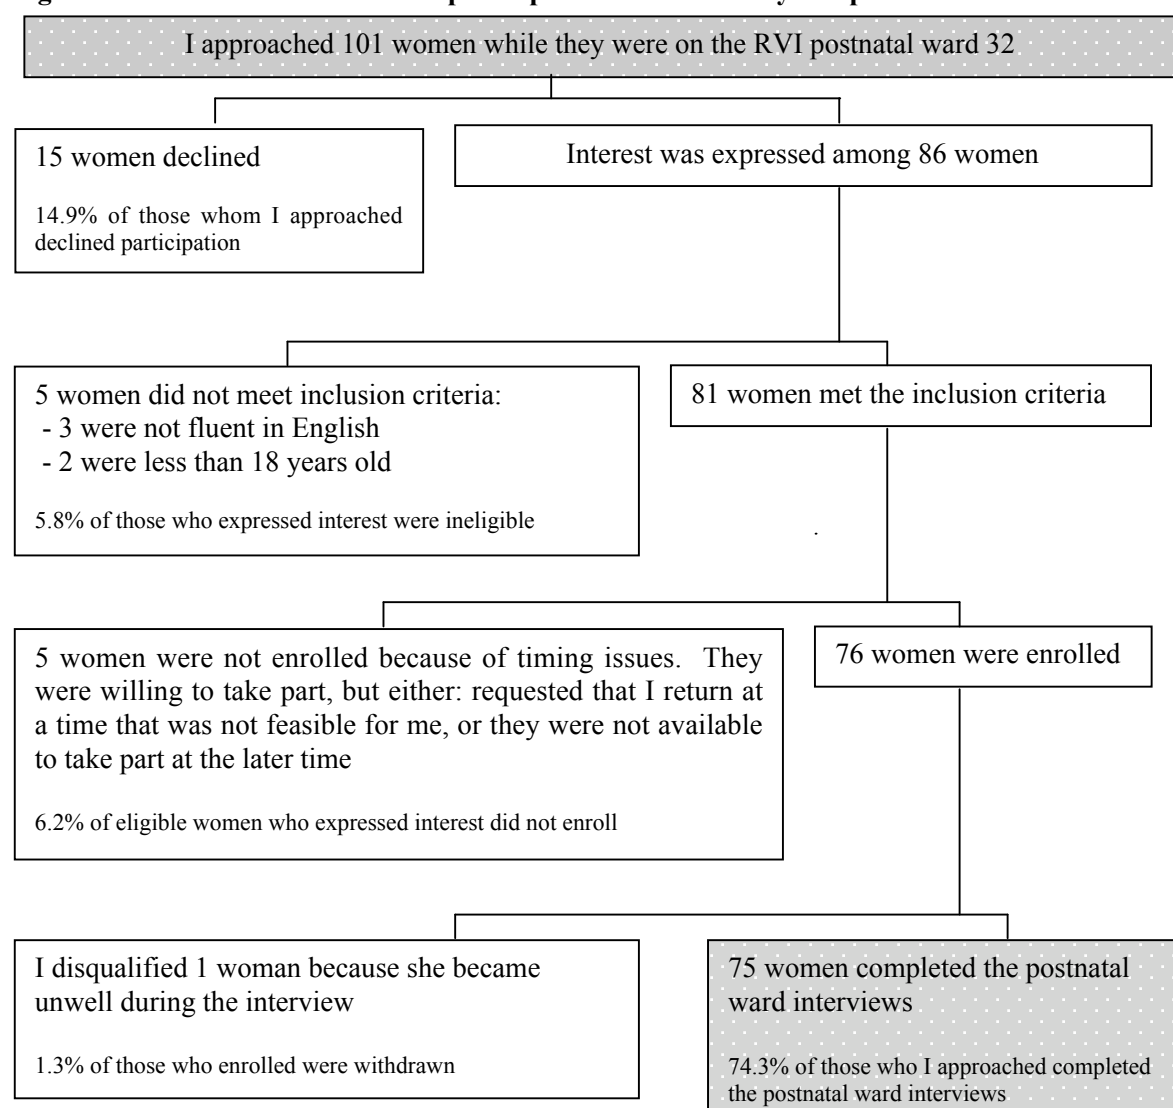 I approached 101 women while they were on the RVI postnatal ward 32
15 women declined
14.9% of those whom I approached
declined participation
Interest was expressed among 86 women
5 women did not meet inclusion criteria:
- 3 were not fluent in English
- 2 were less than 18 years old
5.8% of those who expressed interest were ineligible
81 women met the inclusion criteria
.
5 women were not enrolled because of timing issues. They
were willing to take part, but either: requested that I return at
a time that was not feasible for me, or they were not available
to take part at the later time
6.2% of eligible women who expressed interest did not enroll
76 women were enrolled
I disqualified 1 woman because she became
unwell during the interview
1.3% of those who enrolled were withdrawn
75 women completed the postnatal
ward interviews
74.3% of those who I approached completed
the postnatal ward interviews